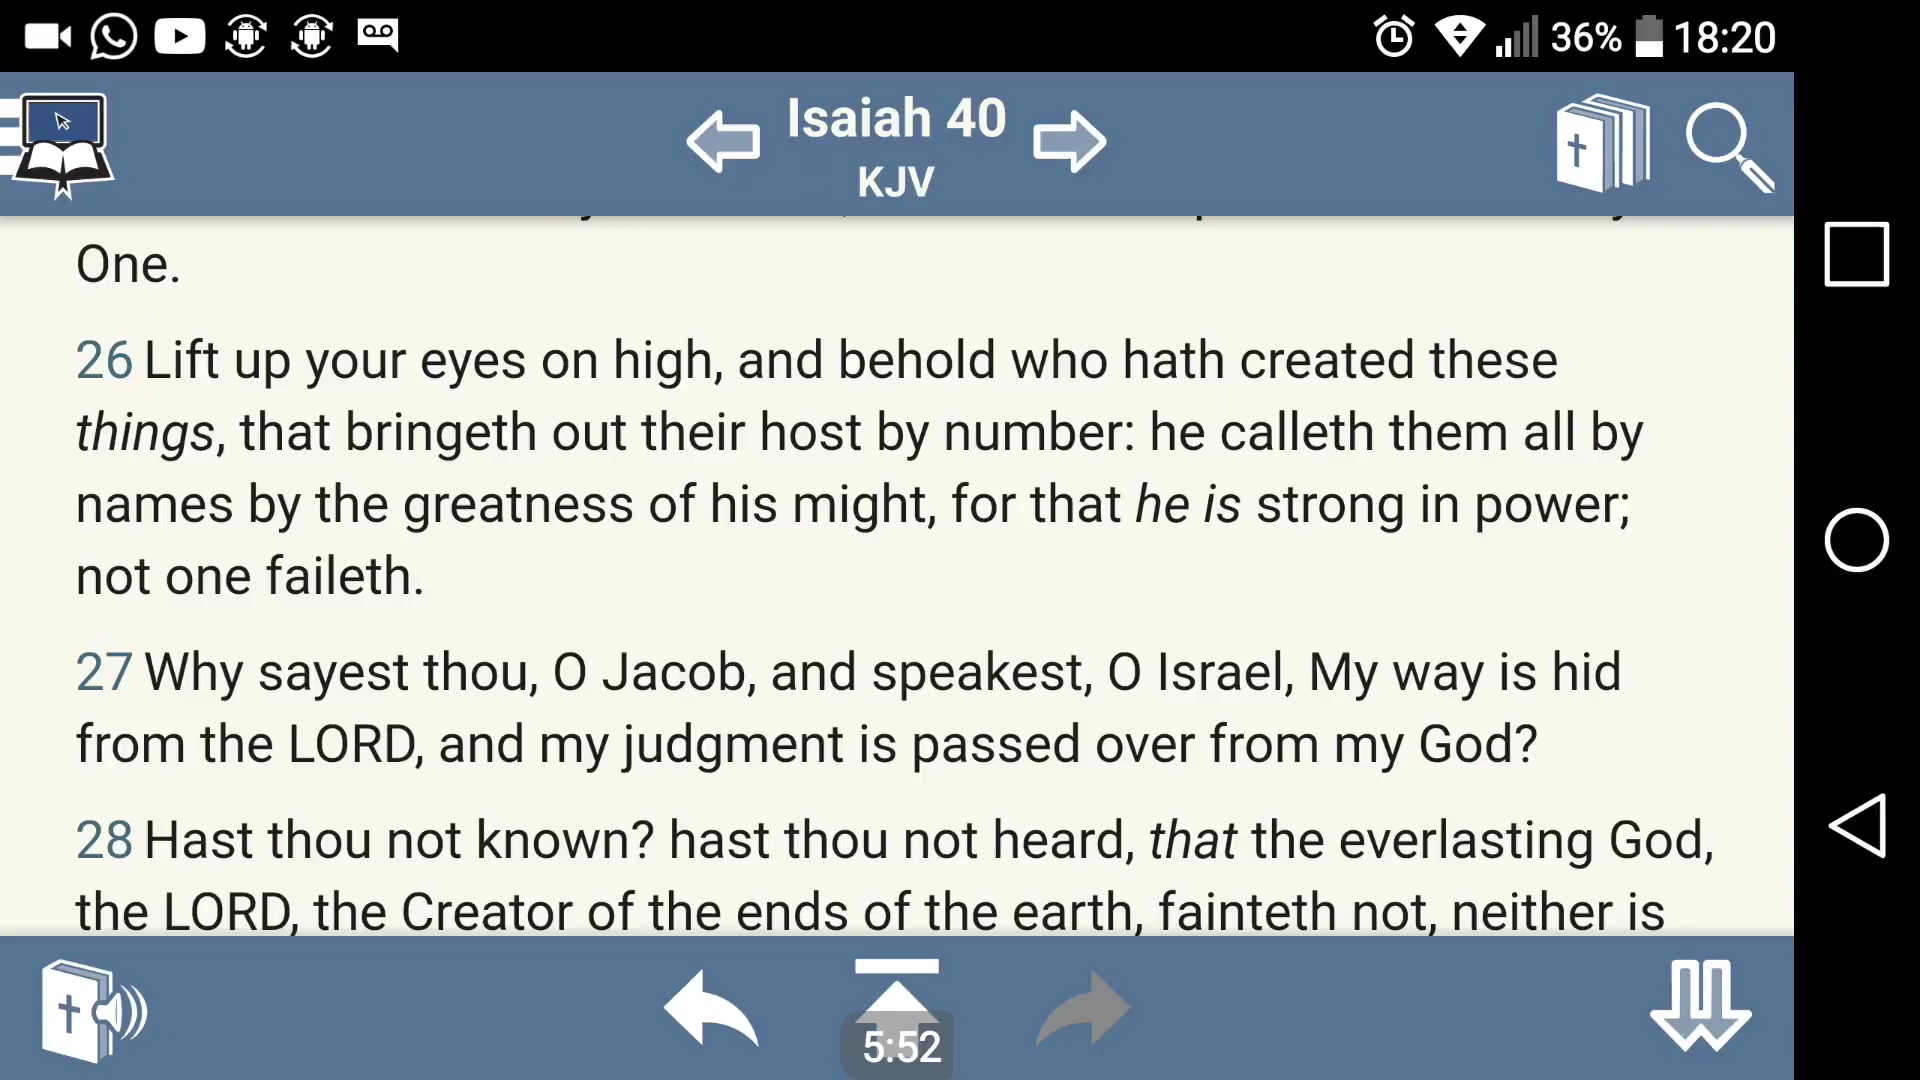 36% 18:20
Isaiah 40
KJV
One.
26 Lift up your eyes on high, and behold who hath created these
things, that bringeth out their host by number: he calleth them all by
names by the greatness of his might, for that he is strong in power;
not one faileth.
27 Why sayest thou, O Jacob, and speakest, O Israel, My way is hid
from the LORD, and my judgment is passed over from my God?
28 Hast thou not known? hast thou not heard, that the everlasting God,
the LORD, the Creator of the ends of the earth, fainteth not, neither is
5:52